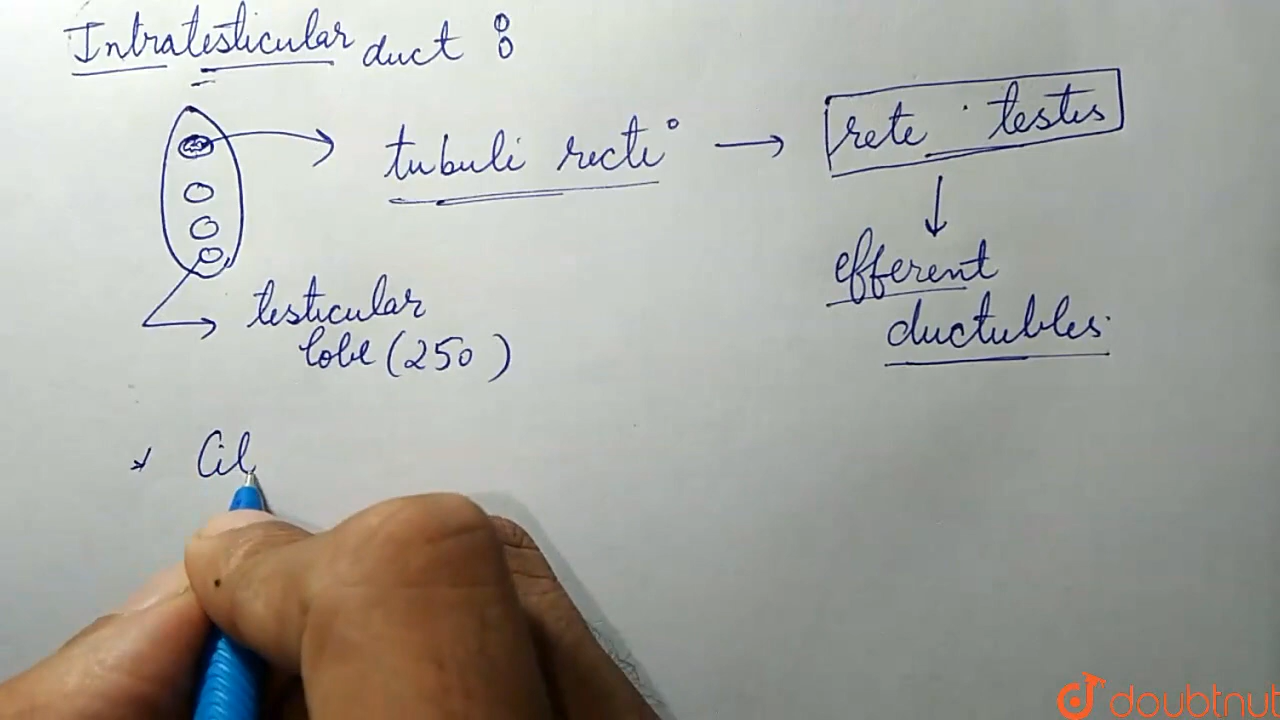 Intratesticular duct :
tubuli recti → rete testis
efferent
ductubles
testicular
lobe (250)
* Cil
doubtnut